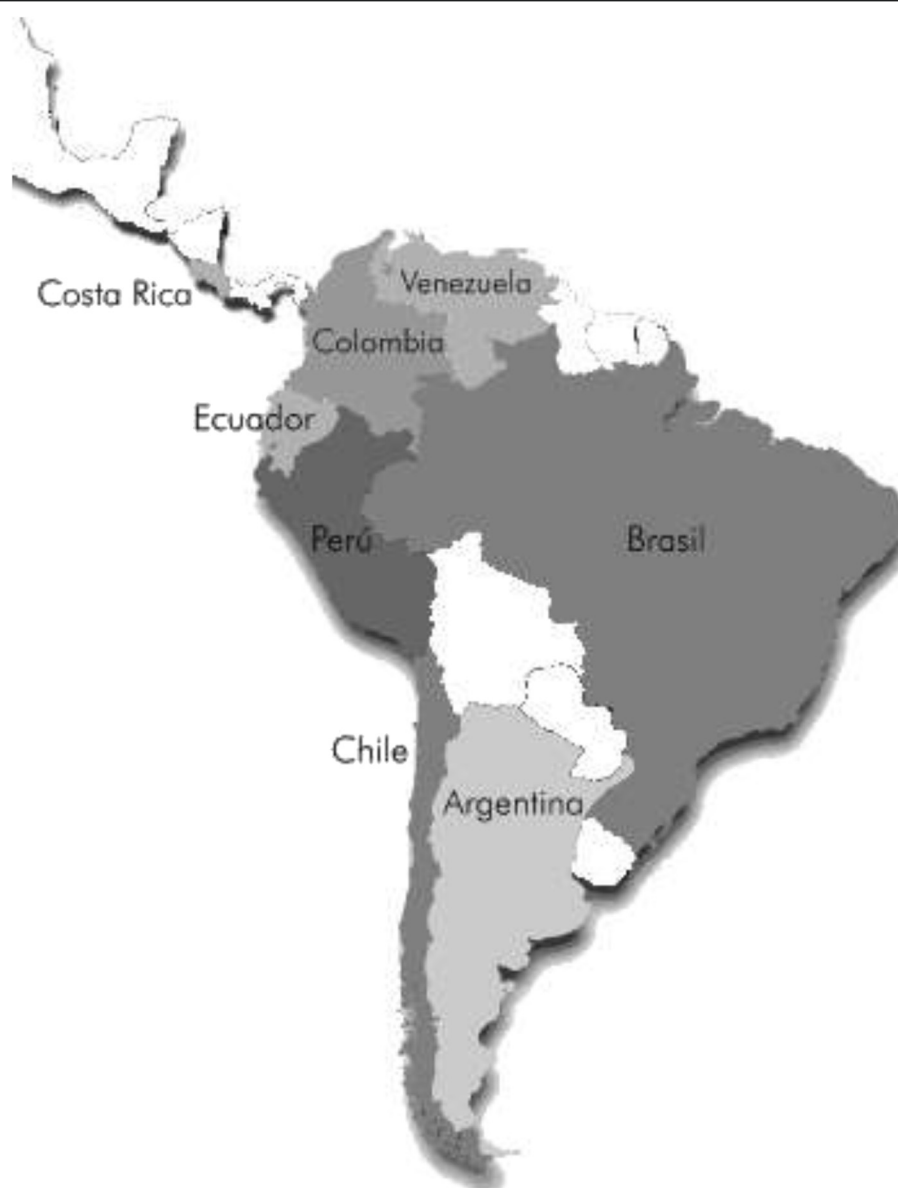 Venezuela
Costa Rica
Colombia
Ecuador
Perú
Brasil
Chile
Argentina